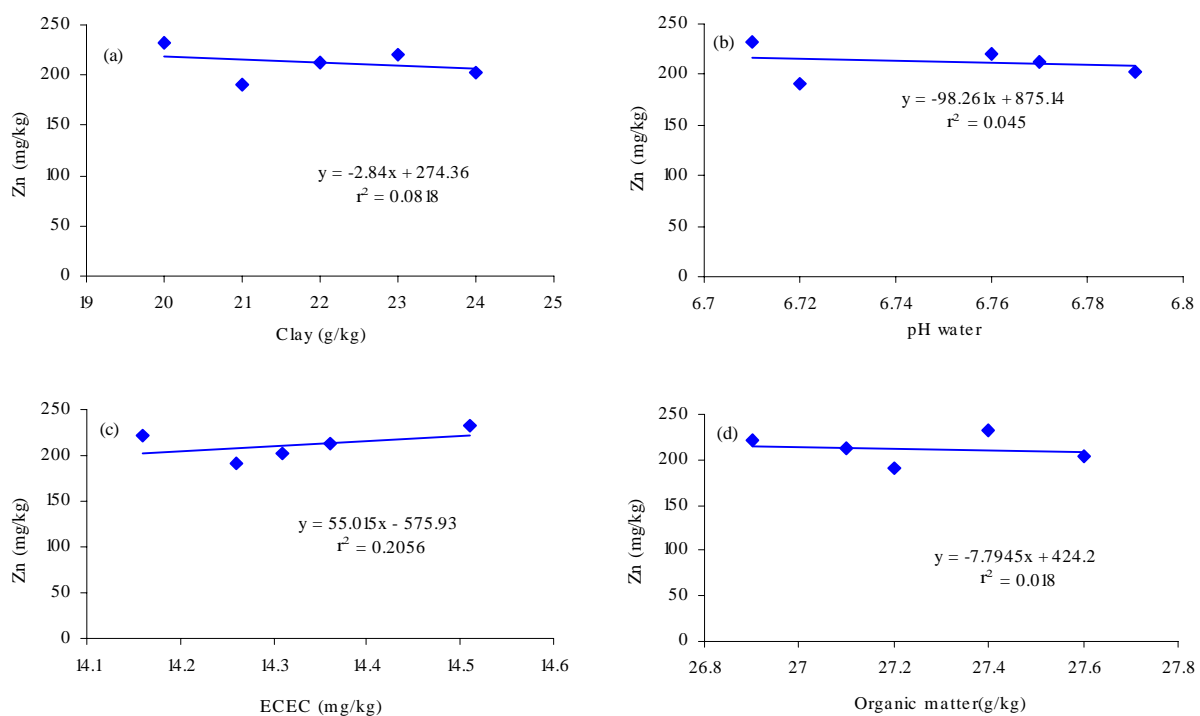 (a)
250
200
150
100
50
0
Zn (mg/kg)
y = -2.84x + 274.36
r² = 0.0818
19 20 21 22 23 24 25
Clay (g/kg)
(b)
250
200
150
100
50
0
Zn (mg/kg)
y = -98.261x + 875.14
r² = 0.045
6.7 6.72 6.74 6.76 6.78 6.8
pH water
(c)
250
200
150
100
50
0
Zn (mg/kg)
y = 55.015x - 575.93
r² = 0.2056
14.1 14.2 14.3 14.4 14.5 14.6
ECEC (mg/kg)
(d)
250
200
150
100
50
0
Zn (mg/kg)
y = -7.7945x + 424.2
r² = 0.018
26.8 27 27.2 27.4 27.6 27.8
Organic matter(g/kg)